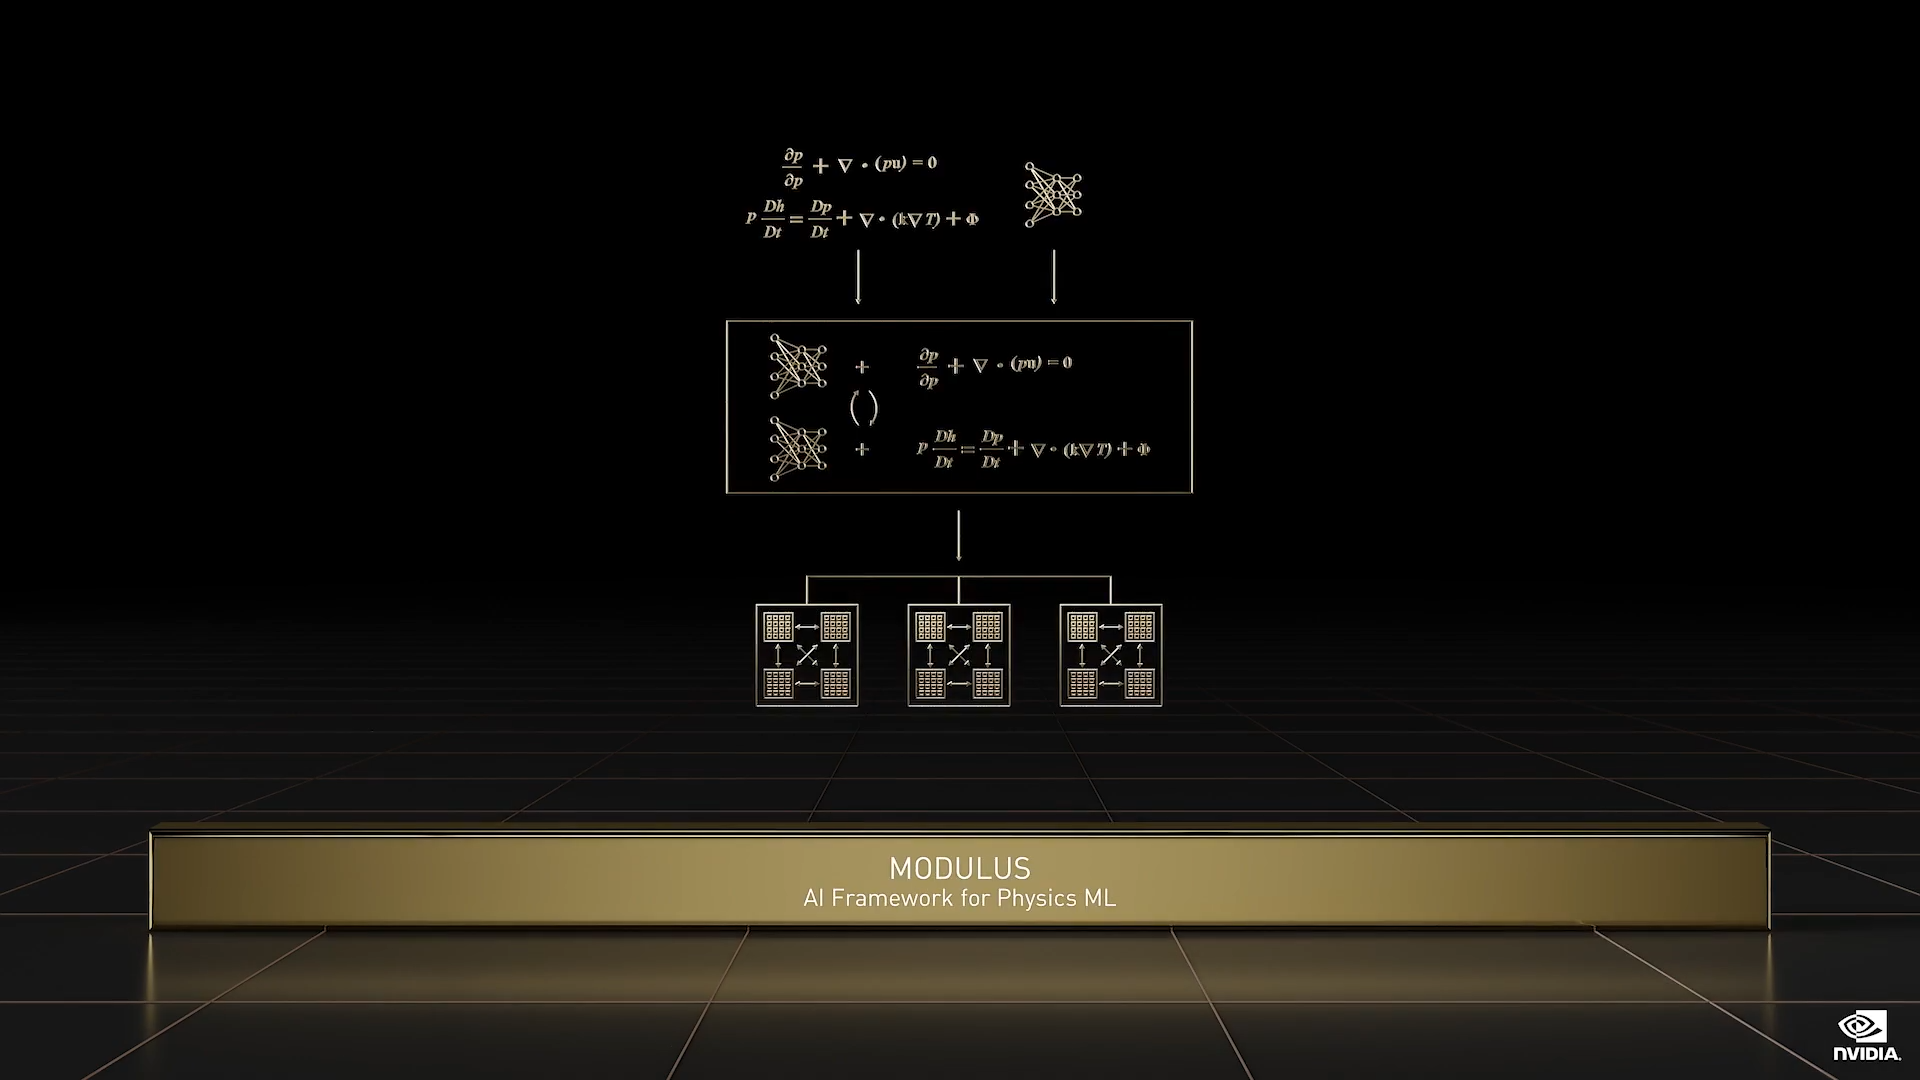 ∂p/∂p + ∇ · (pu) = 0
p Dh/Dt = Dp/Dt + ∇ · (k∇T) + Φ
+ ∂p/∂p + ∇ · (pu) = 0
+ p Dh/Dt = Dp/Dt + ∇ · (k∇T) + Φ
MODULUS
AI Framework for Physics ML
NVIDIA.